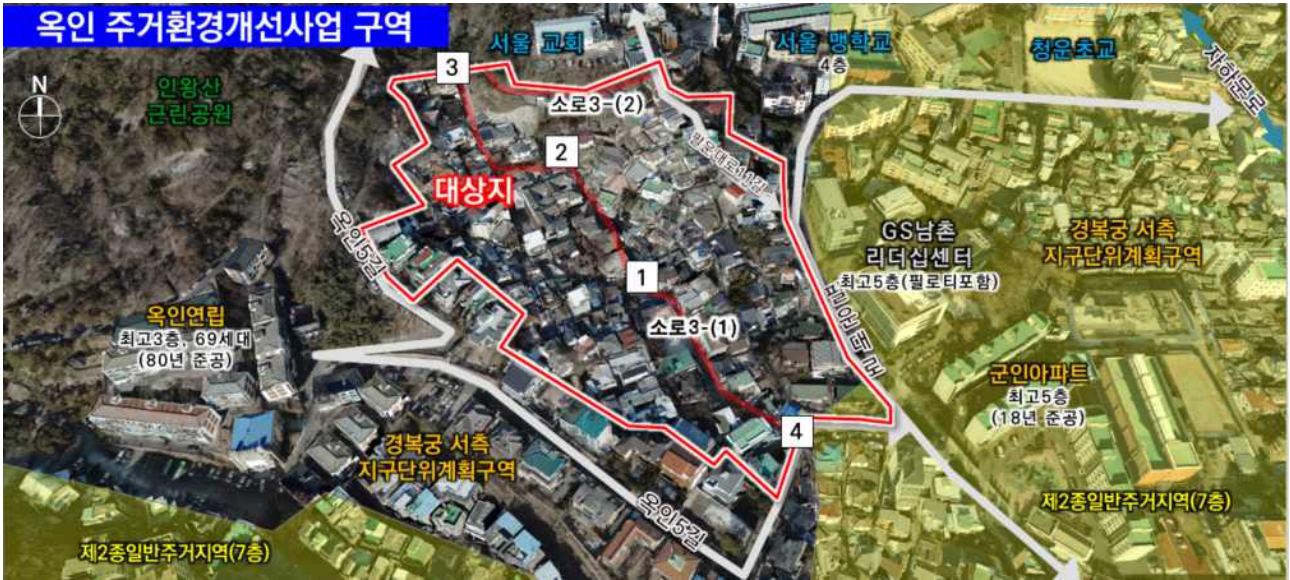 옥인 주거환경개선사업 구역
서울 교회
서울 맹학교
4층
청운초교
자하문로
N
인왕산
근린공원
3
소로3-(2)
2
필운대로11길
대상지
옥인5길
GS남촌
리더십센터
최고5층(필로티포함)
경복궁 서측
지구단위계획구역
1
소로3-(1)
필운대로
옥인연립
최고3층, 69세대
(80년 준공)
군인아파트
최고5층
(18년 준공)
4
경복궁 서측
지구단위계획구역
옥인5길
제2종일반주거지역(7층)
제2종일반주거지역(7층)